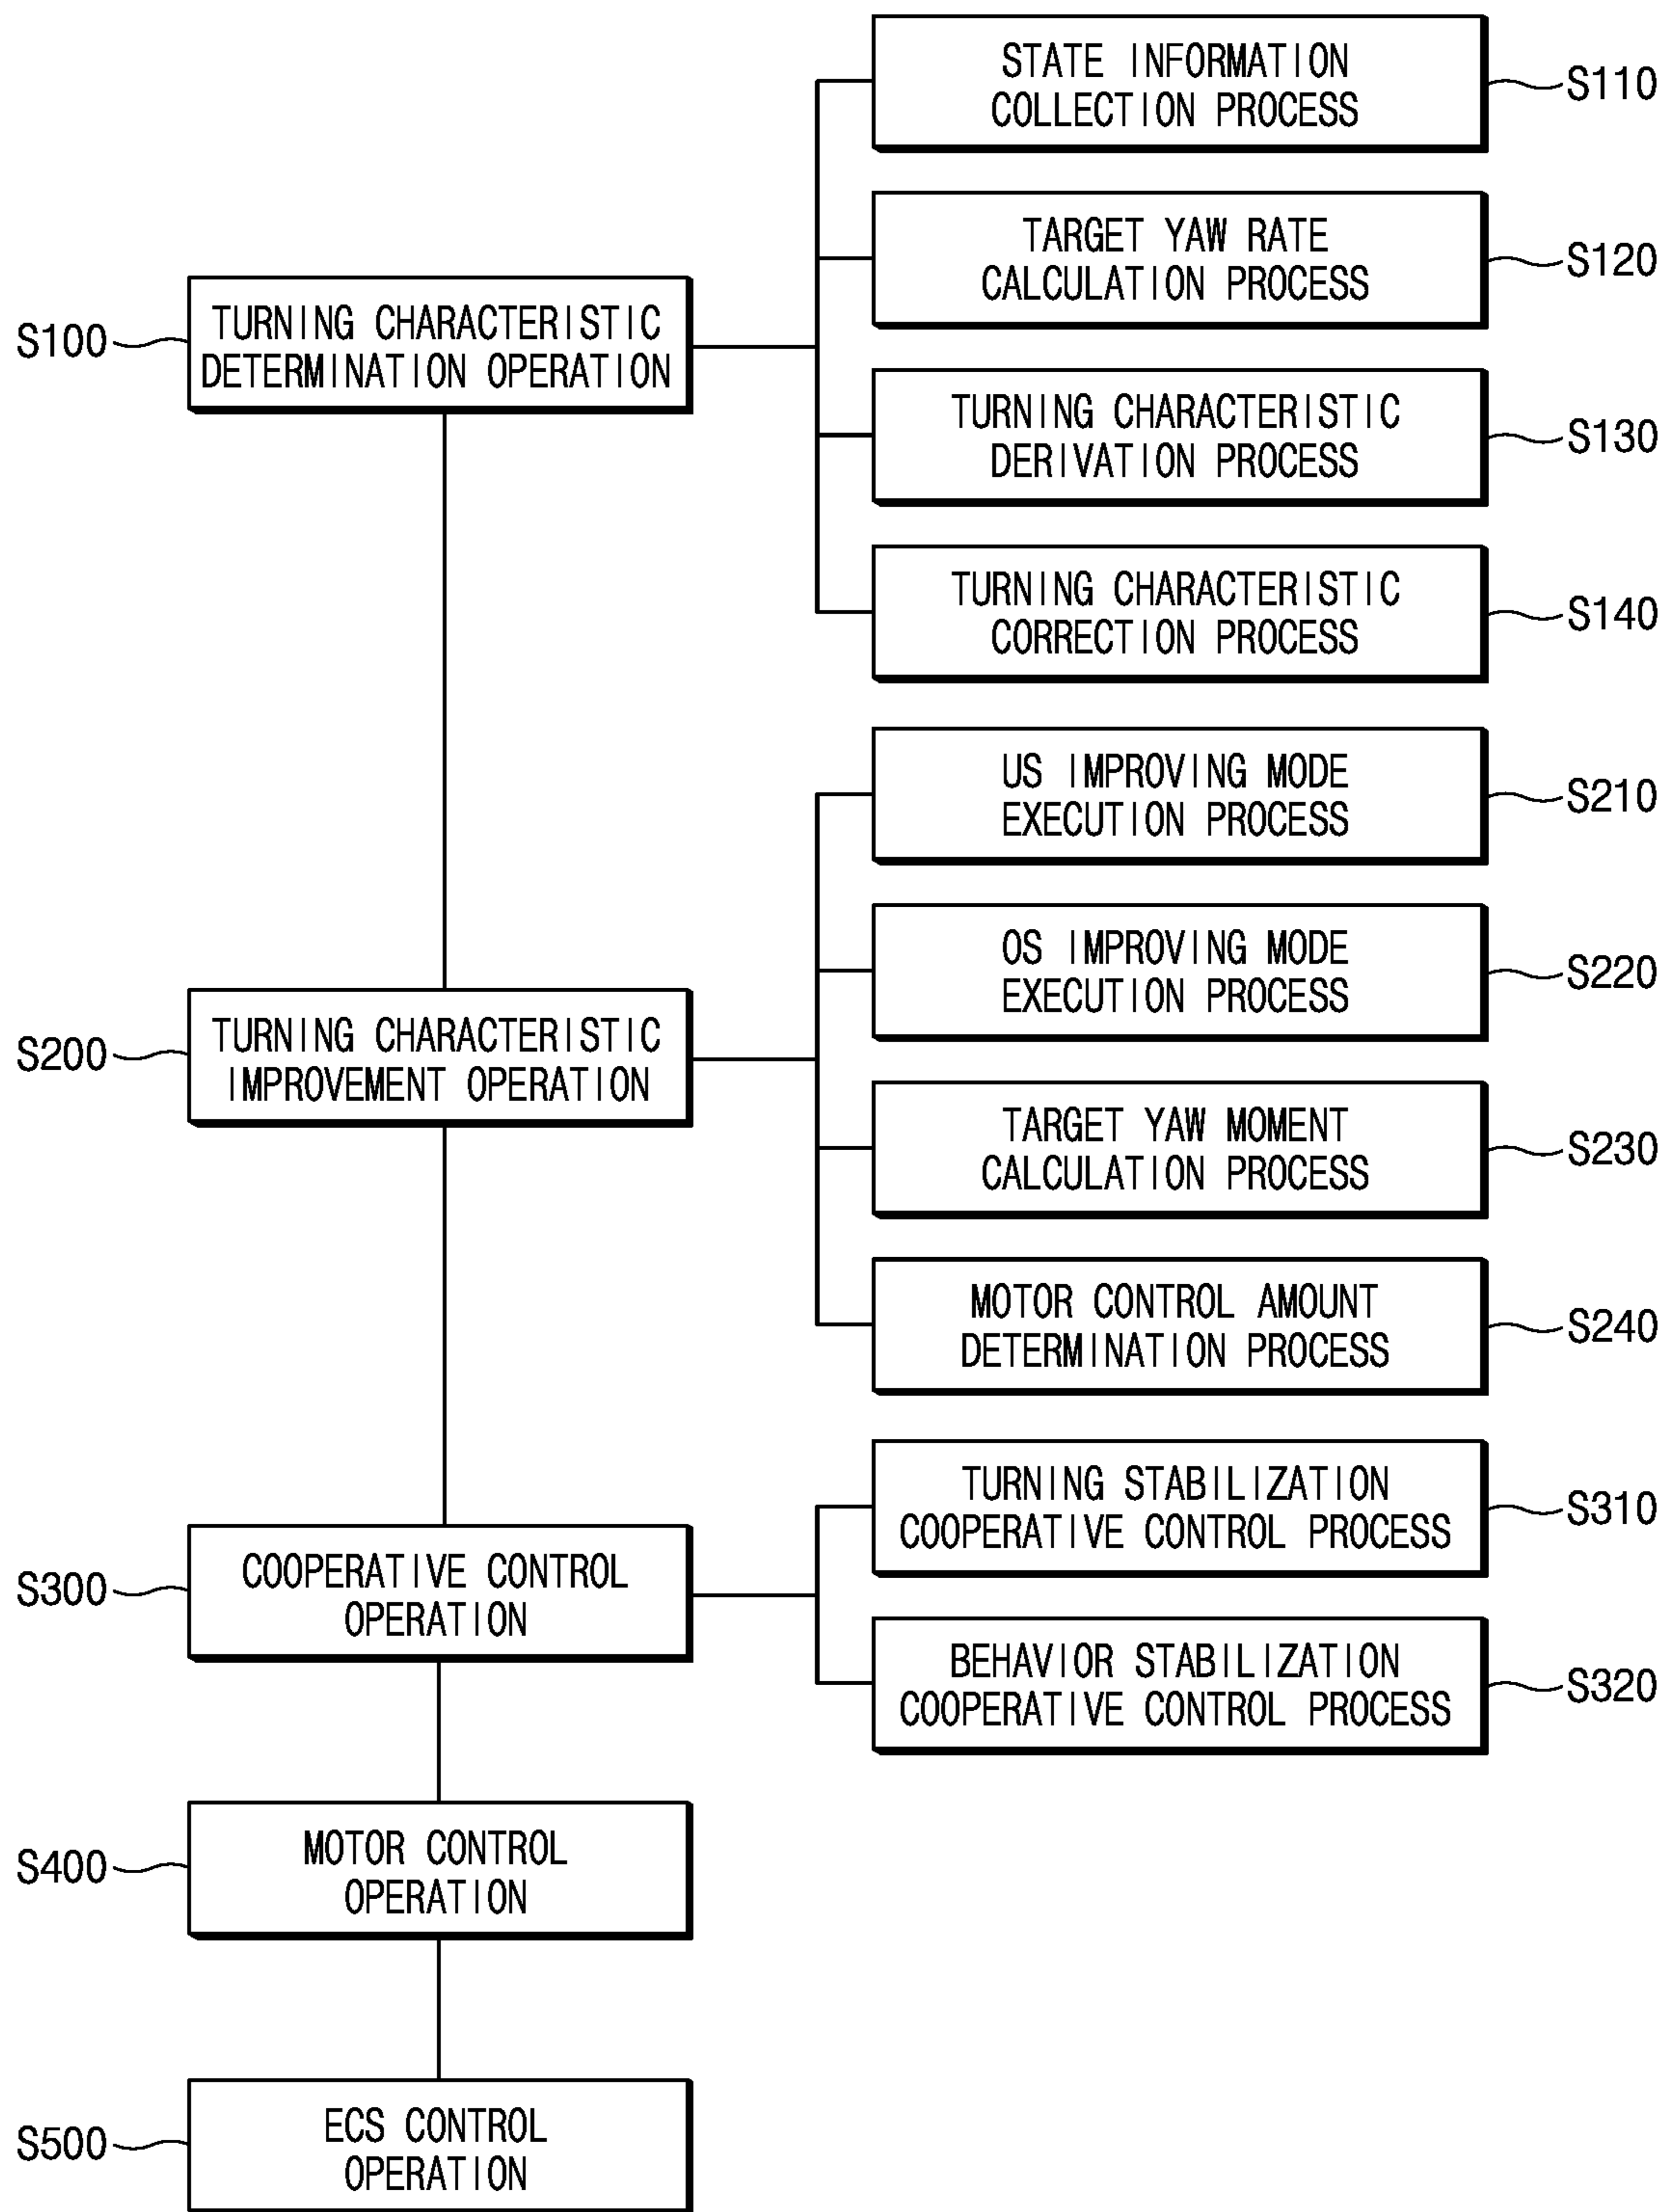 STATE INFORMATION
COLLECTION PROCESS
S110
TARGET YAW RATE
CALCULATION PROCESS
S120
S100
TURNING CHARACTERISTIC
DETERMINATION OPERATION
TURNING CHARACTERISTIC
DERIVATION PROCESS
S130
TURNING CHARACTERISTIC
CORRECTION PROCESS
S140
US IMPROVING MODE
EXECUTION PROCESS
S210
OS IMPROVING MODE
EXECUTION PROCESS
S220
S200
TURNING CHARACTERISTIC
IMPROVEMENT OPERATION
TARGET YAW MOMENT
CALCULATION PROCESS
S230
MOTOR CONTROL AMOUNT
DETERMINATION PROCESS
S240
TURNING STABILIZATION
COOPERATIVE CONTROL PROCESS
S310
S300
COOPERATIVE CONTROL
OPERATION
BEHAVIOR STABILIZATION
COOPERATIVE CONTROL PROCESS
S320
S400
MOTOR CONTROL
OPERATION
S500
ECS CONTROL
OPERATION